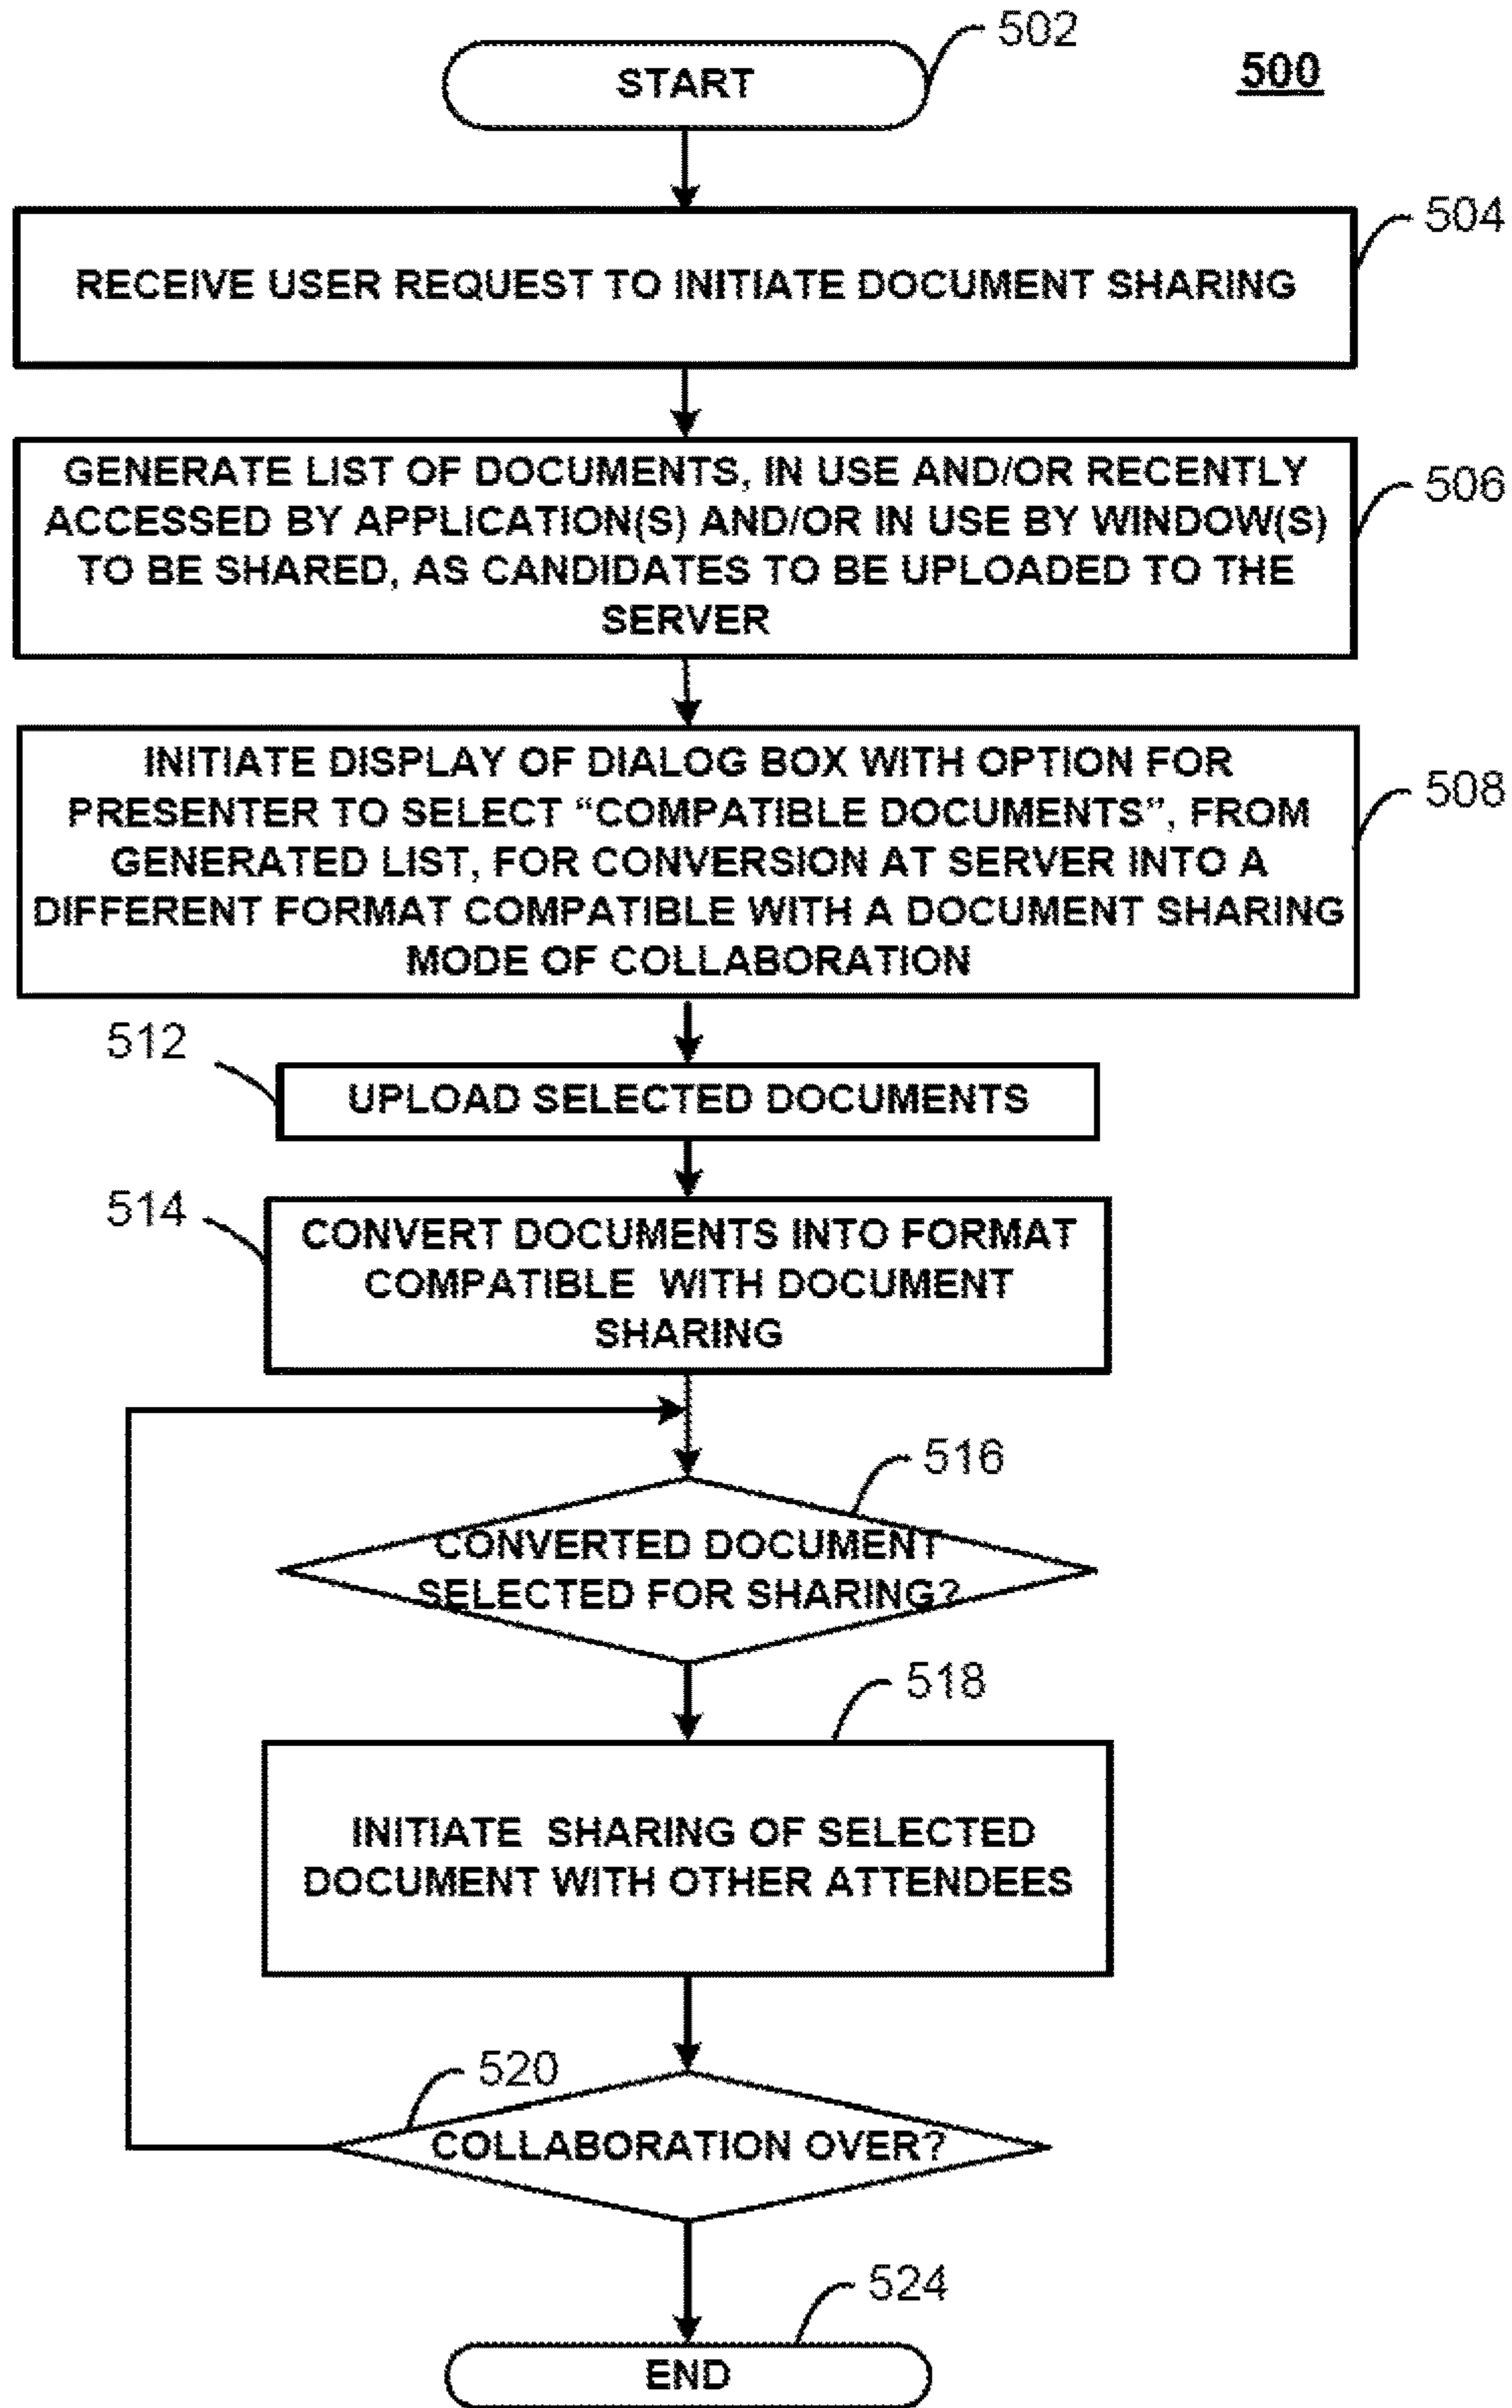 502
500
START
504
RECEIVE USER REQUEST TO INITIATE DOCUMENT SHARING
506
GENERATE LIST OF DOCUMENTS, IN USE AND/OR RECENTLY
ACCESSED BY APPLICATION(S) AND/OR IN USE BY WINDOW(S)
TO BE SHARED, AS CANDIDATES TO BE UPLOADED TO THE
SERVER
508
INITIATE DISPLAY OF DIALOG BOX WITH OPTION FOR
PRESENTER TO SELECT “COMPATIBLE DOCUMENTS”, FROM
GENERATED LIST, FOR CONVERSION AT SERVER INTO A
DIFFERENT FORMAT COMPATIBLE WITH A DOCUMENT SHARING
MODE OF COLLABORATION
512
UPLOAD SELECTED DOCUMENTS
514
CONVERT DOCUMENTS INTO FORMAT
COMPATIBLE WITH DOCUMENT
SHARING
516
CONVERTED DOCUMENT
SELECTED FOR SHARING?
518
INITIATE SHARING OF SELECTED
DOCUMENT WITH OTHER ATTENDEES
520
COLLABORATION OVER?
524
END